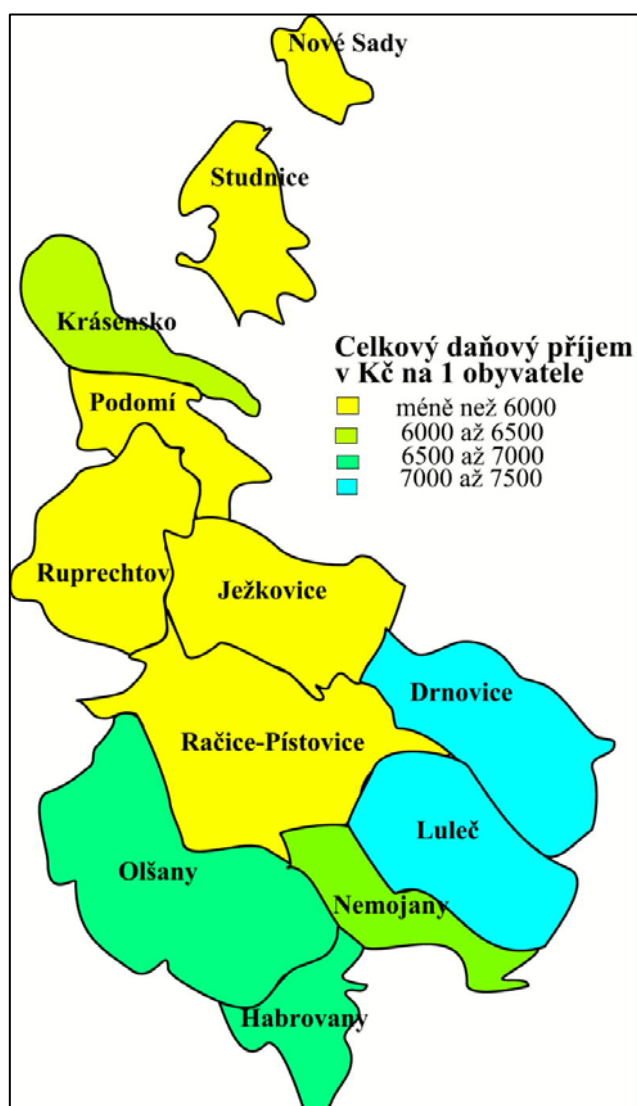 Nové Sady
Studnice
Krásensko
Celkový daňový příjem
v Kč na 1 obyvatele
méně než 6000
6000 až 6500
6500 až 7000
7000 až 7500
Podomí
Ruprechtov
Ježkovice
Drnovice
Račice-Pístovice
Luleč
Olšany
Nemojany
Habrovany